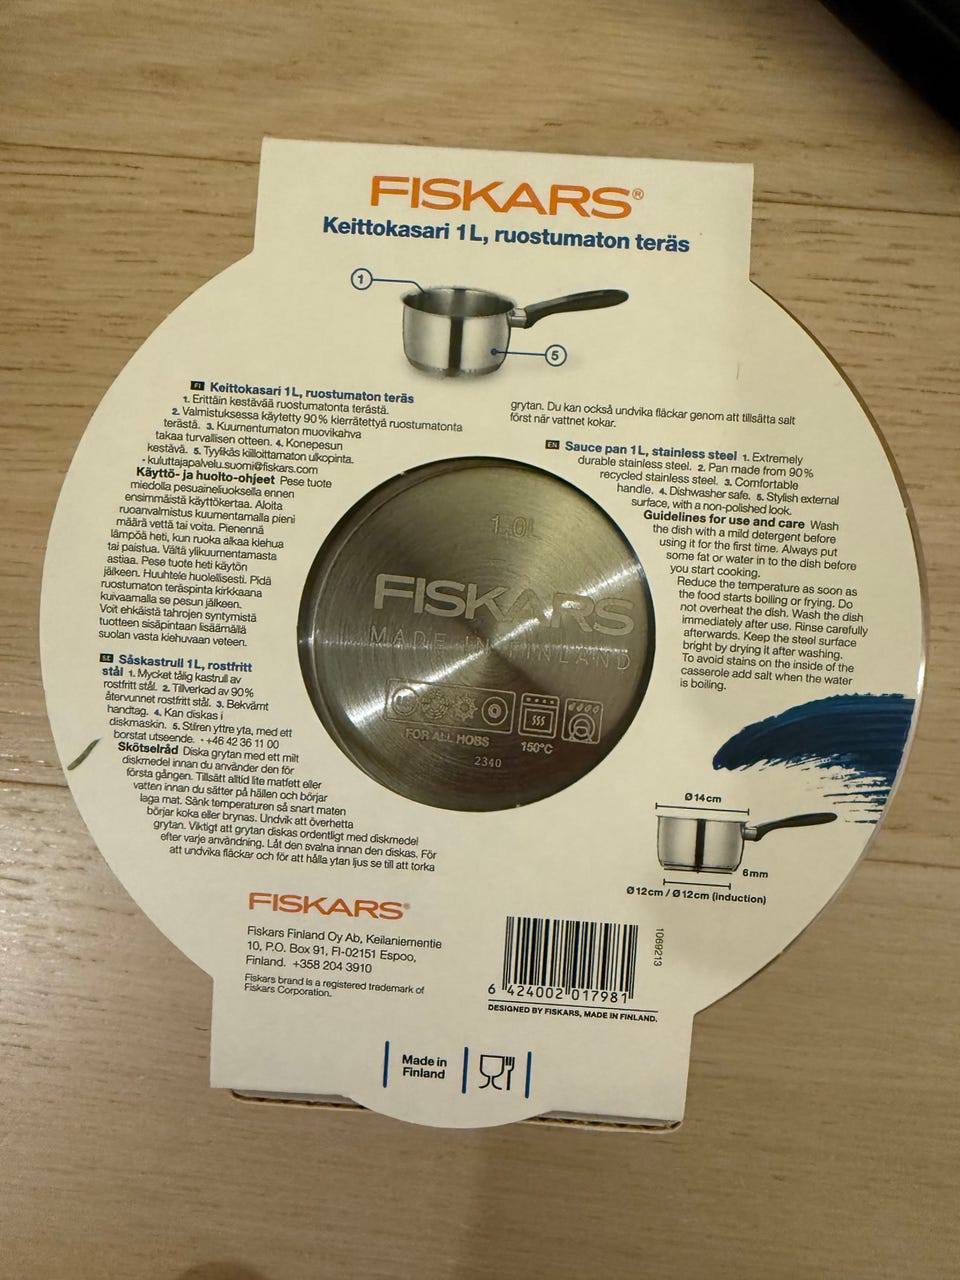 FISKARS®
Keittokasari 1 L, ruostumaton teräs
1
5
FI Keittokasari 1 L, ruostumaton teräs
1. Erittäin kestävää ruostumatonta terästä.
2. Valmistuksessa käytetty 90 % kierrätettyä ruostumatonta
terästä. 3. Kuumentumaton muovikahva
takaa turvallisen otteen. 4. Konepesun
kestävä. 5. Tyylikäs kiilloittamaton ulkopinta.
- kuluttajapalvelu.suomi@fiskars.com
Käyttö- ja huolto-ohjeet Pese tuote
miedolla pesuaineliuoksella ennen
ensimmäistä käyttökertaa. Aloita
ruoanvalmistus kuumentamalla pieni
määrä vettä tai voita. Pienennä
lämpöä heti, kun ruoka alkaa kiehua
tai paistua. Vältä ylikuumentamasta
astiaa. Pese tuote heti käytön
jälkeen. Huuhtele huolellisesti. Pidä
ruostumaton teräspinta kirkkaana
kuivaamalla se pesun jälkeen.
Voit ehkäistä tahrojen syntymistä
tuotteen sisäpintaan lisäämällä
suolan vasta kiehuvaan veteen.
SE Såskastrull 1 L, rostfritt
stål 1. Mycket tålig kastrull av
rostfritt stål. 2. Tillverkad av 90 %
återvunnet rostfritt stål. 3. Bekvämt
handtag. 4. Kan diskas i
diskmaskin. 5. Stilren yttre yta, med ett
borstat utseende. · +46 42 36 11 00
Skötselråd Diska grytan med ett milt
diskmedel innan du använder den för
första gången. Tillsätt alltid lite matfett eller
vatten innan du sätter på hällen och börjar
laga mat. Sänk temperaturen så snart maten
börjar koka eller brynas. Undvik att överhetta
grytan. Viktigt att grytan diskas ordentligt med diskmedel
efter varje användning. Låt den svalna innan den diskas. För
att undvika fläckar och för att hålla ytan ljus se till att torka
grytan. Du kan också undvika fläckar genom att tillsätta salt
först när vattnet kokar.
EN Sauce pan 1 L, stainless steel 1. Extremely
durable stainless steel. 2. Pan made from 90 %
recycled stainless steel. 3. Comfortable
handle. 4. Dishwasher safe. 5. Stylish external
surface, with a non-polished look.
Guidelines for use and care Wash
the dish with a mild detergent before
using it for the first time. Always put
some fat or water in to the dish before
you start cooking.
Reduce the temperature as soon as
the food starts boiling or frying. Do
not overheat the dish. Wash the dish
immediately after use. Rinse carefully
afterwards. Keep the steel surface
bright by drying it after washing.
To avoid stains on the inside of the
casserole add salt when the water
is boiling.
1.0L
FISKARS
MADE IN FINLAND
FOR ALL HOBS
150°C
2340
Ø 14 cm
6 mm
Ø 12 cm / Ø 12 cm (induction)
FISKARS®
Fiskars Finland Oy Ab, Keilaniementie
10, P.O. Box 91, FI-02151 Espoo,
Finland. +358 204 3910
Fiskars brand is a registered trademark of
Fiskars Corporation.
1069213
6 424002 017981
DESIGNED BY FISKARS, MADE IN FINLAND.
Made in
Finland